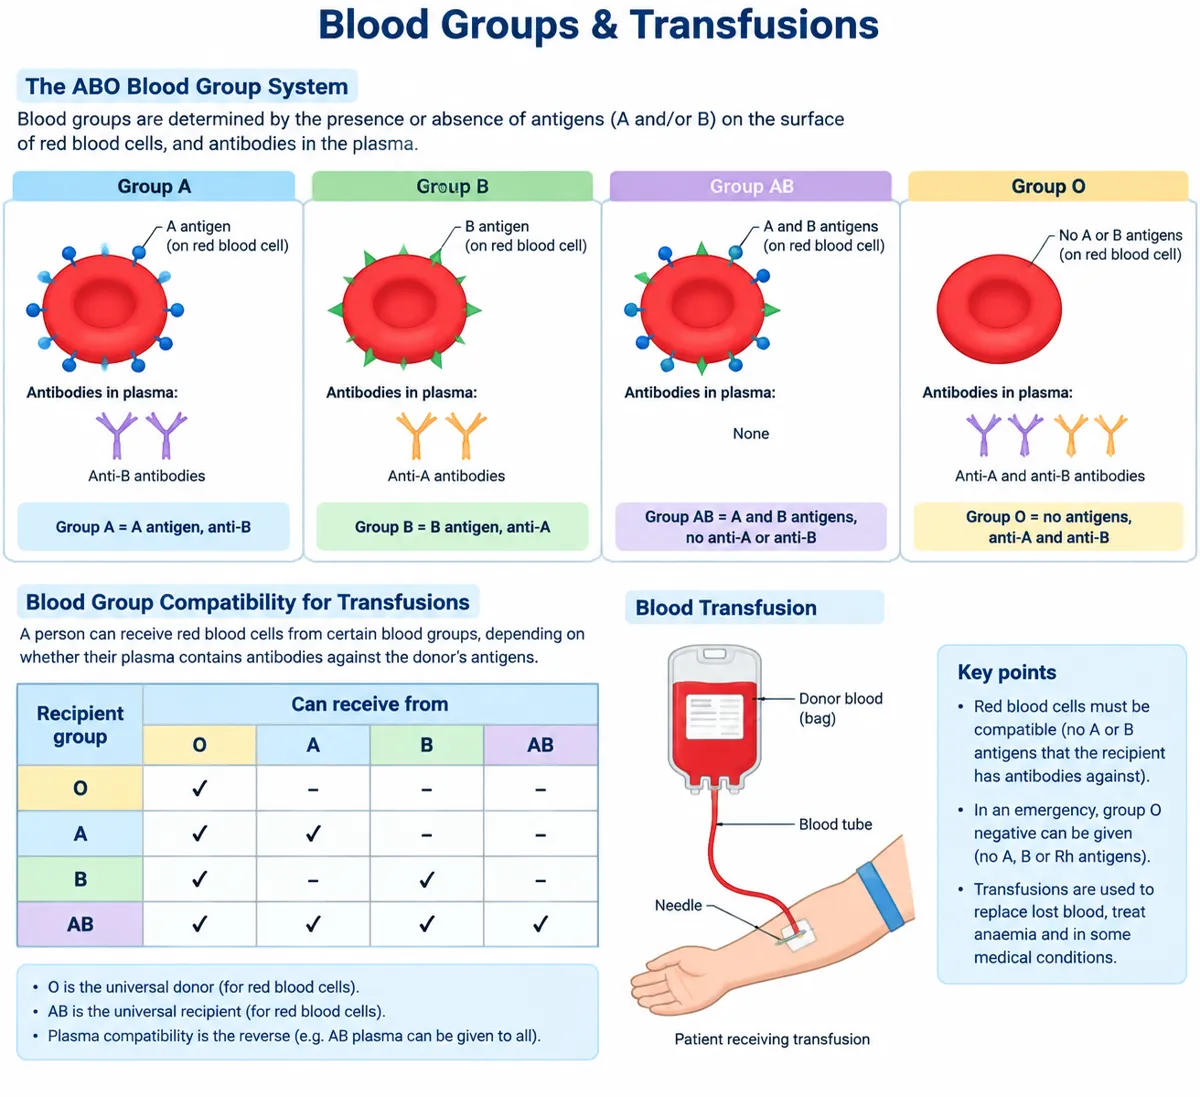 Blood Groups & Transfusions
The ABO Blood Group System
Blood groups are determined by the presence or absence of antigens (A and/or B) on the surface
of red blood cells, and antibodies in the plasma.
Group A
A antigen
(on red blood cell)
Antibodies in plasma:
Anti-B antibodies
Group A = A antigen, anti-B
Group B
B antigen
(on red blood cell)
Antibodies in plasma:
Anti-A antibodies
Group B = B antigen, anti-A
Group AB
A and B antigens
(on red blood cell)
Antibodies in plasma:
None
Group AB = A and B antigens,
no anti-A or anti-B
Group O
No A or B antigens
(on red blood cell)
Antibodies in plasma:
Anti-A and anti-B antibodies
Group O = no antigens,
anti-A and anti-B
Blood Group Compatibility for Transfusions
A person can receive red blood cells from certain blood groups, depending on
whether their plasma contains antibodies against the donor's antigens.
Recipient
group
Can receive from
O A B AB
O ✓ – – –
A ✓ ✓ – –
B ✓ – ✓ –
AB ✓ ✓ ✓ ✓
• O is the universal donor (for red blood cells).
• AB is the universal recipient (for red blood cells).
• Plasma compatibility is the reverse (e.g. AB plasma can be given to all).
Blood Transfusion
Donor blood
(bag)
Blood tube
Needle
Patient receiving transfusion
Key points
• Red blood cells must be
compatible (no A or B
antigens that the recipient
has antibodies against).
• In an emergency, group O
negative can be given
(no A, B or Rh antigens).
• Transfusions are used to
replace lost blood, treat
anaemia and in some
medical conditions.